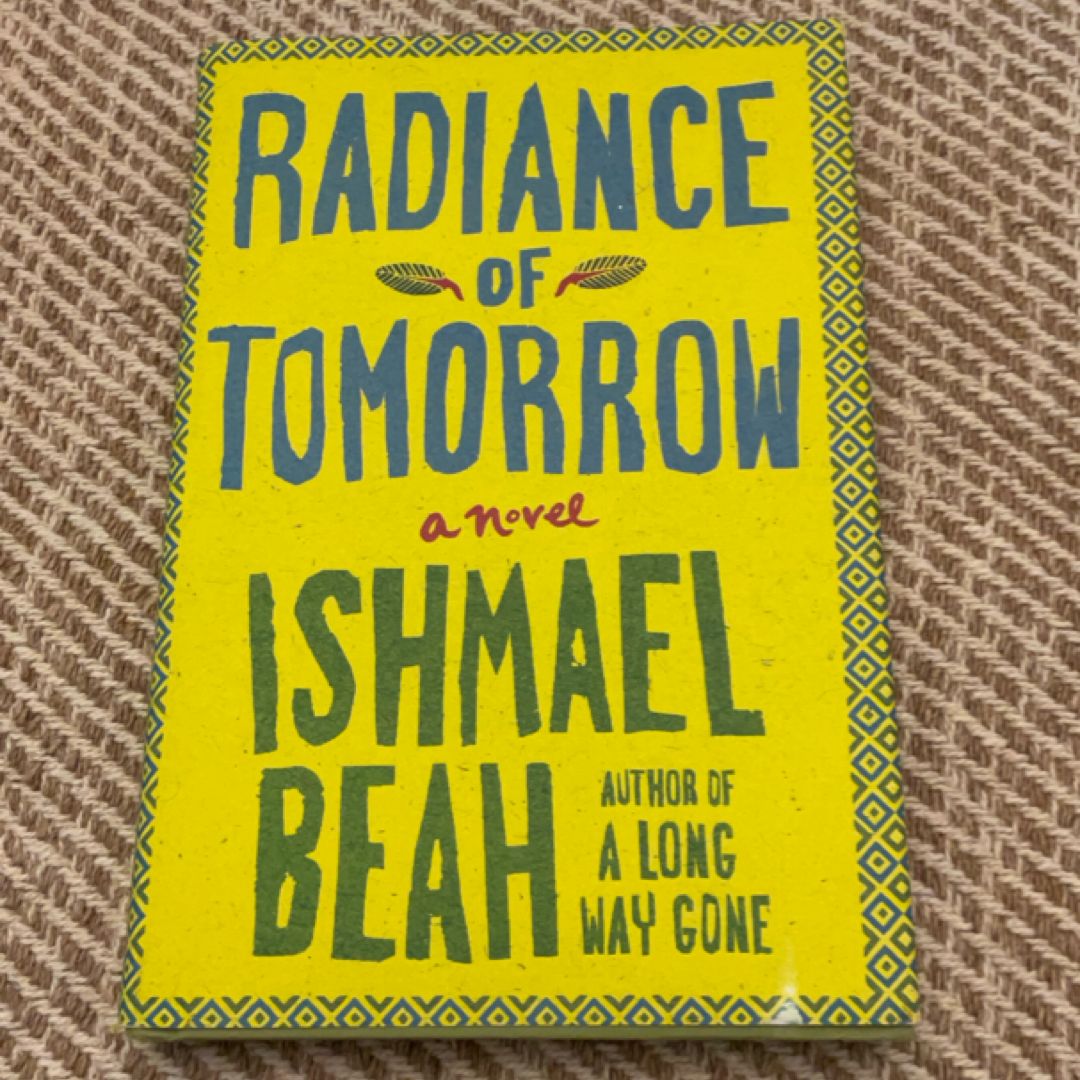 RADIANCE
OF
TOMORROW
a novel
ISHMAEL
BEAH
AUTHOR OF
A LONG
WAY GONE